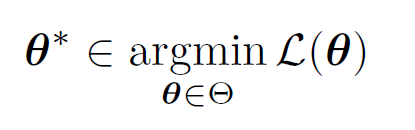 𝜽* ∈ argmin 𝓛(𝜽)
𝜽∈Θ